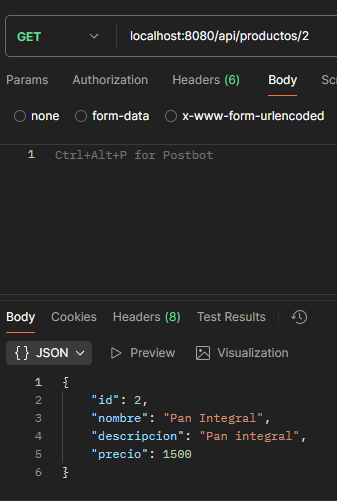 GET localhost:8080/api/productos/2
Params Authorization Headers (6) Body
none form-data x-www-form-urlencoded
1 Ctrl+Alt+P for Postbot
Body Cookies Headers (8) Test Results
{} JSON Preview Visualization
1 {
2 "id": 2,
3 "nombre": "Pan Integral",
4 "descripcion": "Pan integral",
5 "precio": 1500
6 }